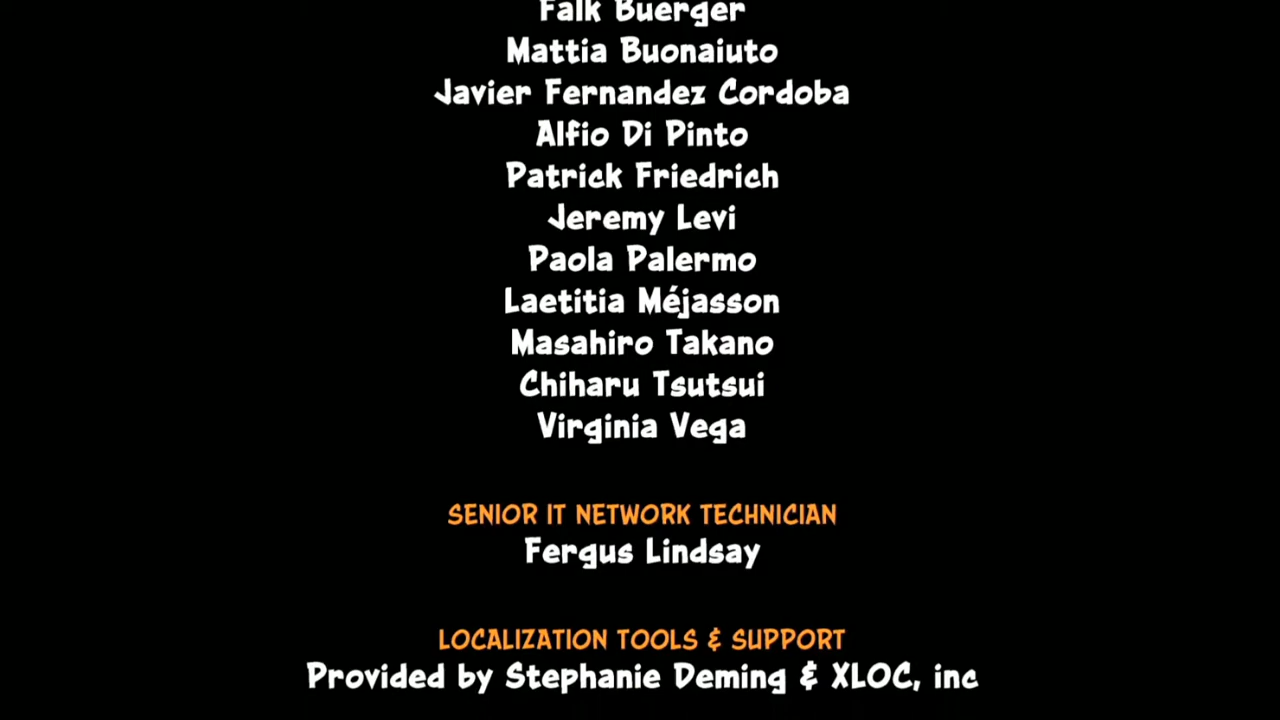 Falk Buerger
Mattia Buonaiuto
Javier Fernandez Cordoba
Alfio Di Pinto
Patrick Friedrich
Jeremy Levi
Paola Palermo
Laetitia Méjasson
Masahiro Takano
Chiharu Tsutsui
Virginia Vega
SENIOR IT NETWORK TECHNICIAN
Fergus Lindsay
LOCALIZATION TOOLS & SUPPORT
Provided by Stephanie Deming & XLOC, inc